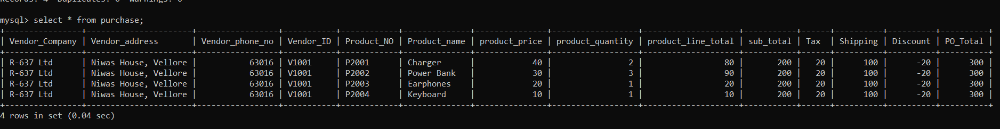 Records: 4  Duplicates: 0  Warnings: 0
mysql> select * from purchase;
+----------------+-----------------------+-----------------+-----------+------------+--------------+---------------+------------------+--------------------+-----------+------+----------+----------+----------+
| Vendor_Company | Vendor_address        | Vendor_phone_no | Vendor_ID | Product_NO | Product_name | product_price | product_quantity | product_line_total | sub_total | Tax  | Shipping | Discount | PO_Total |
+----------------+-----------------------+-----------------+-----------+------------+--------------+---------------+------------------+--------------------+-----------+------+----------+----------+----------+
| R-637 Ltd      | Niwas House, Vellore |           63016 | V1001     | P2001      | Charger      |            40 |                2 |                 80 |       200 |   20 |      100 |      -20 |      300 |
| R-637 Ltd      | Niwas House, Vellore |           63016 | V1001     | P2002      | Power Bank   |            30 |                3 |                 90 |       200 |   20 |      100 |      -20 |      300 |
| R-637 Ltd      | Niwas House, Vellore |           63016 | V1001     | P2003      | Earphones    |            20 |                1 |                 20 |       200 |   20 |      100 |      -20 |      300 |
| R-637 Ltd      | Niwas House, Vellore |           63016 | V1001     | P2004      | Keyboard     |            10 |                1 |                 10 |       200 |   20 |      100 |      -20 |      300 |
+----------------+-----------------------+-----------------+-----------+------------+--------------+---------------+------------------+--------------------+-----------+------+----------+----------+----------+
4 rows in set (0.04 sec)